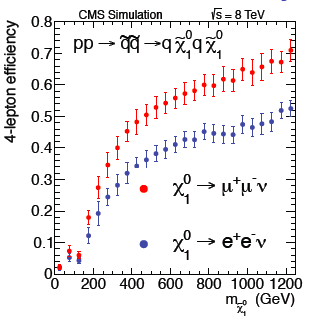 CMS Simulation √s = 8 TeV
0.8
0.7
0.6
0.5
0.4
0.3
0.2
0.1
0
4-lepton efficiency
pp → q̃q̃ → q χ̃₁⁰ q χ̃₁⁰
χ₁⁰ → μ⁺μ⁻ν
χ₁⁰ → e⁺e⁻ν
0 200 400 600 800 1000 1200
m_χ̃₁⁰ (GeV)